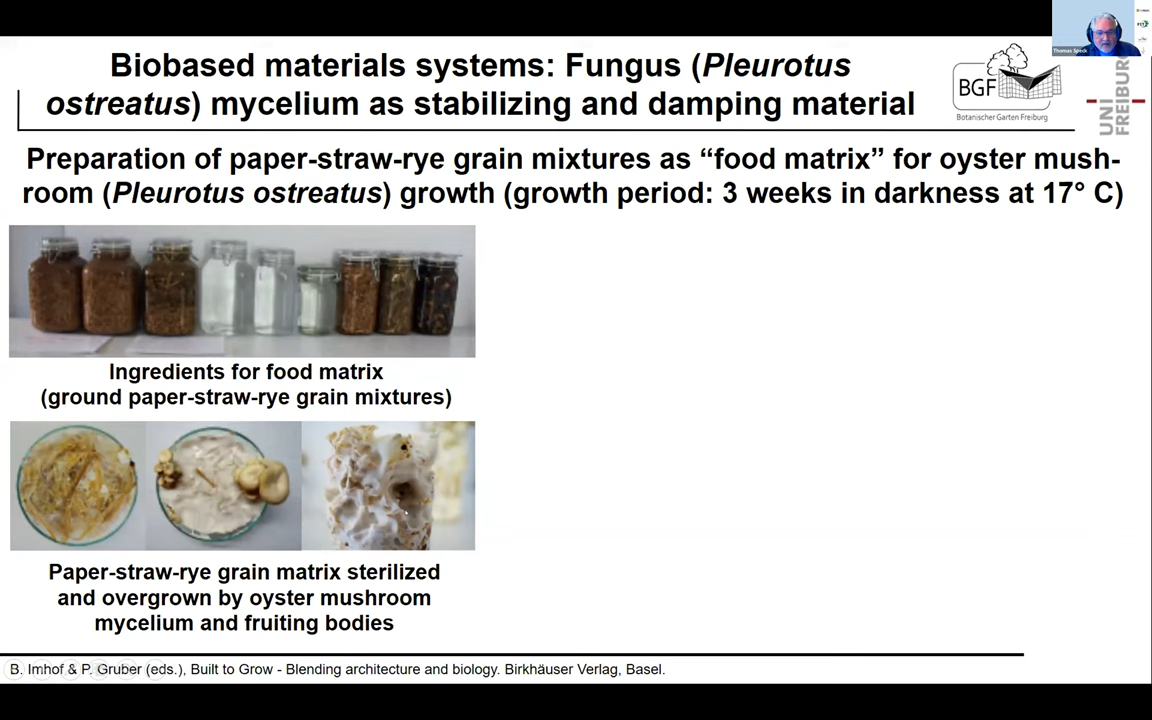 Thomas Speck
Biobased materials systems: Fungus (Pleurotus
ostreatus) mycelium as stabilizing and damping material
BGF
Botanischer Garten Freiburg
UNI
FREIBURG
Preparation of paper-straw-rye grain mixtures as “food matrix” for oyster mush-
room (Pleurotus ostreatus) growth (growth period: 3 weeks in darkness at 17° C)
Ingredients for food matrix
(ground paper-straw-rye grain mixtures)
Paper-straw-rye grain matrix sterilized
and overgrown by oyster mushroom
mycelium and fruiting bodies
B. Imhof & P. Gruber (eds.), Built to Grow - Blending architecture and biology. Birkhäuser Verlag, Basel.